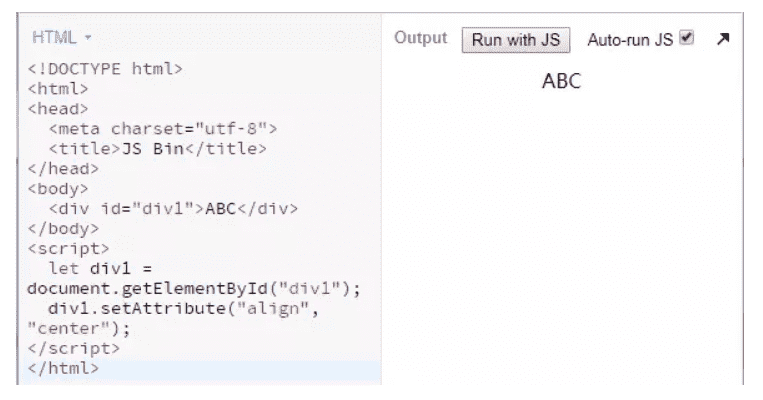 HTML
<!DOCTYPE html>
<html>
<head>
  <meta charset="utf-8">
  <title>JS Bin</title>
</head>
<body>
  <div id="div1">ABC</div>
</body>
<script>
  let div1 =
document.getElementById("div1");
  div1.setAttribute("align",
"center");
</script>
</html>
Output Run with JS Auto-run JS
ABC